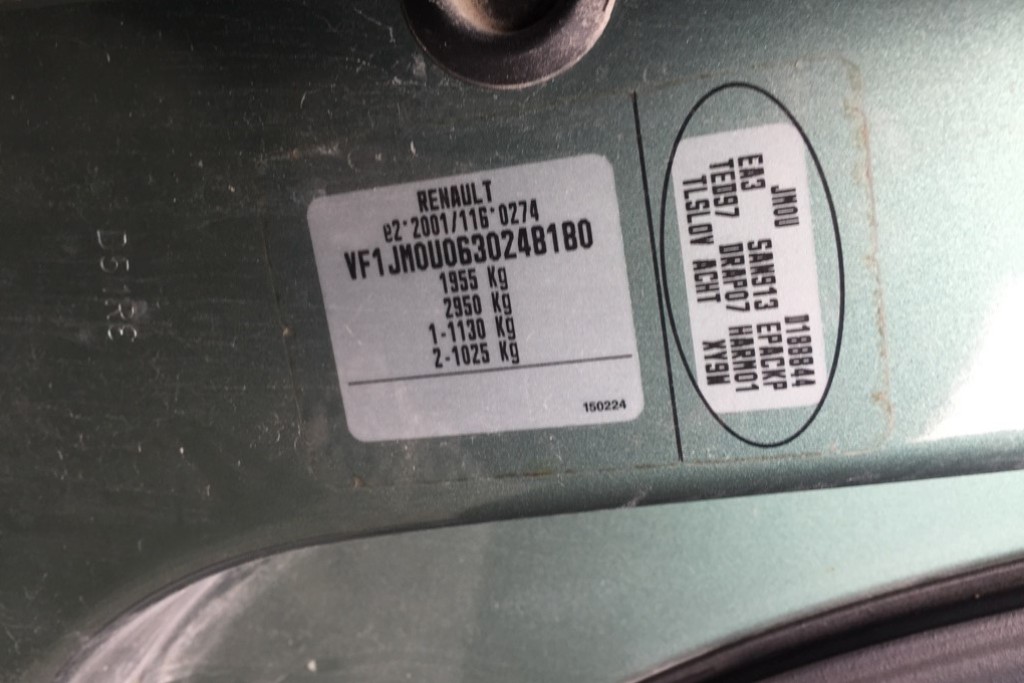 RENAULT
e2*2001/116*0274
VF1JM0U063024B1B0
1955 Kg
2950 Kg
1-1130 Kg
2-1025 Kg
150224
JM0U D188844
EA3 SAN913 EPACKP
TED97 DRAP07 HARM01
TLSLOV ACHT XY9W